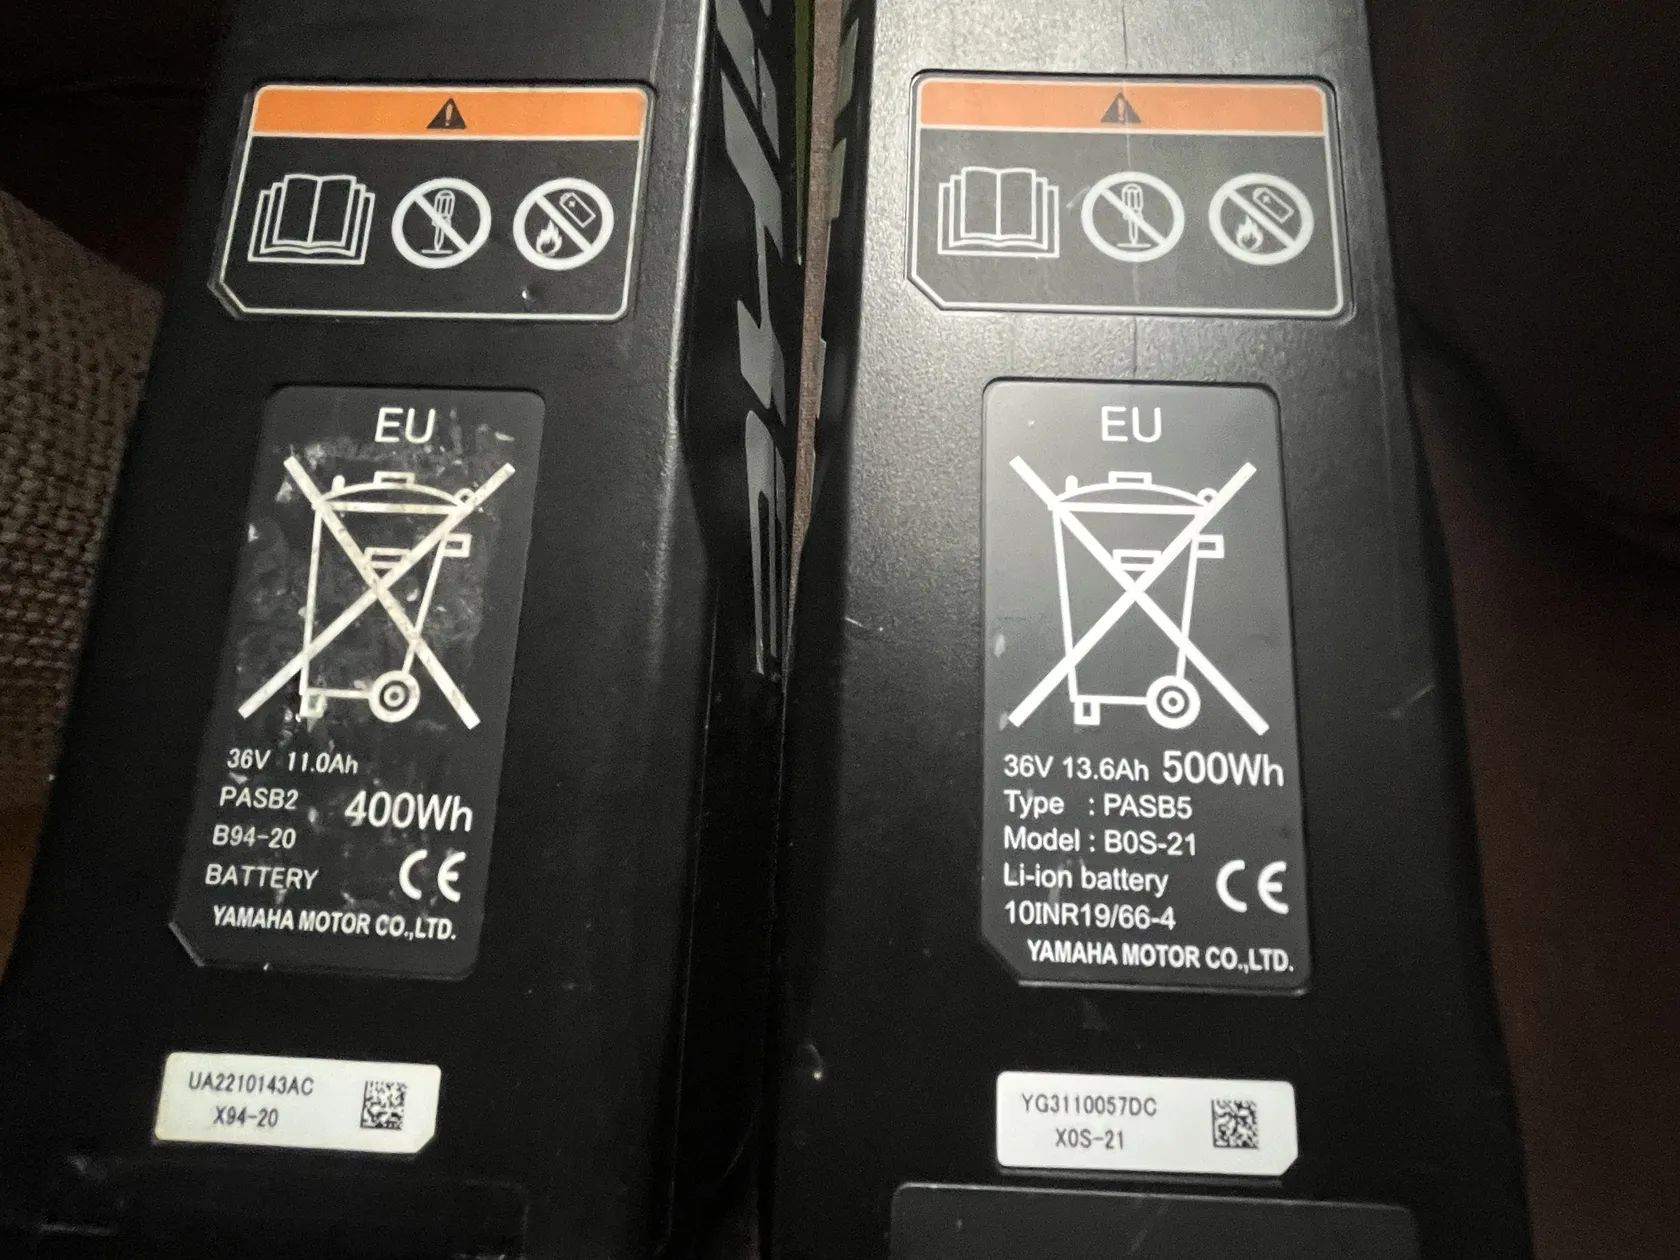 EU
36V 11.0Ah
PASB2 400Wh
B94-20
BATTERY CE
YAMAHA MOTOR CO.,LTD.
UA2210143AC
X94-20
EU
36V 13.6Ah 500Wh
Type : PASB5
Model : B0S-21
Li-ion battery CE
10INR19/66-4
YAMAHA MOTOR CO.,LTD.
YG3110057DC
X0S-21